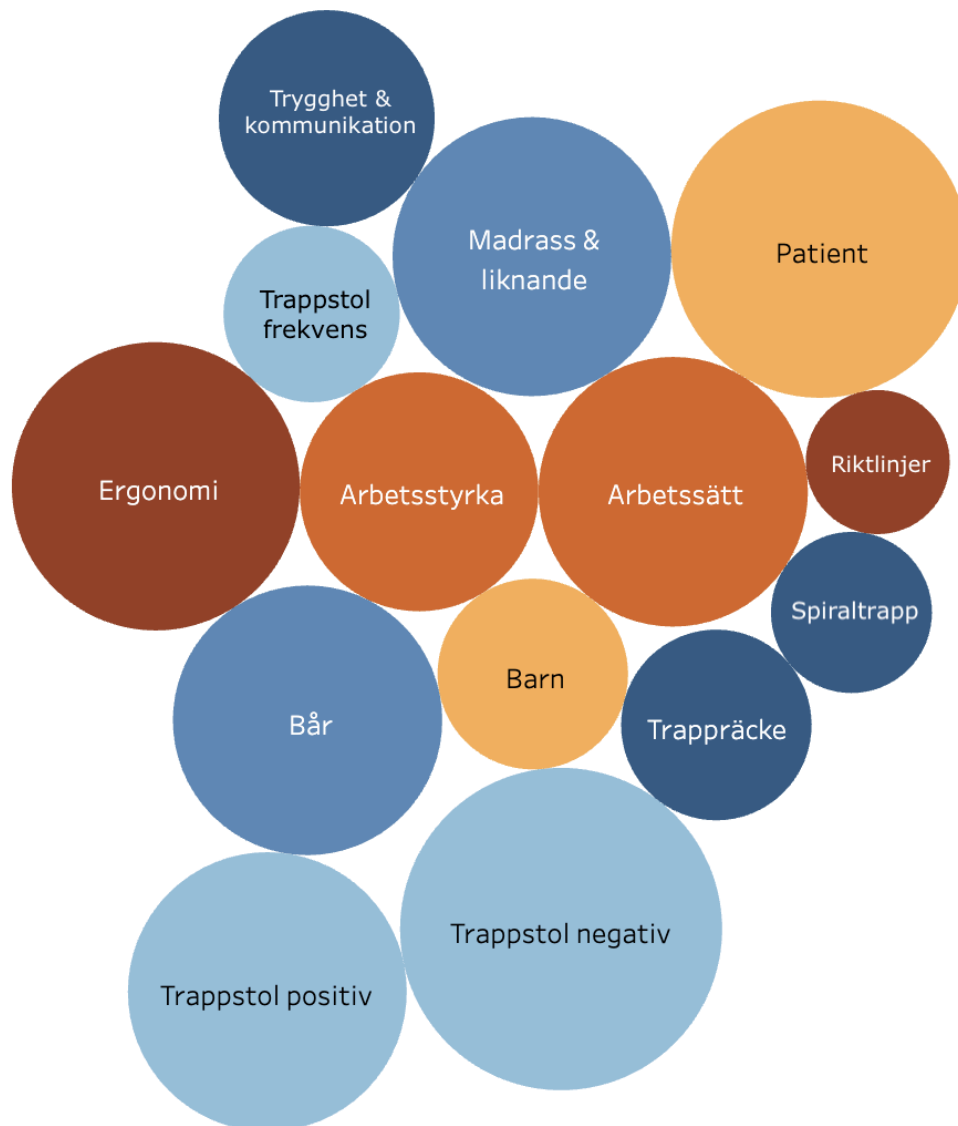 Trygghet &
kommunikation
Madrass &
liknande
Patient
Trappstol
frekvens
Ergonomi
Arbetsstyrka
Arbetssätt
Riktlinjer
Spiraltrapp
Barn
Bår
Trappräcke
Trappstol negativ
Trappstol positiv